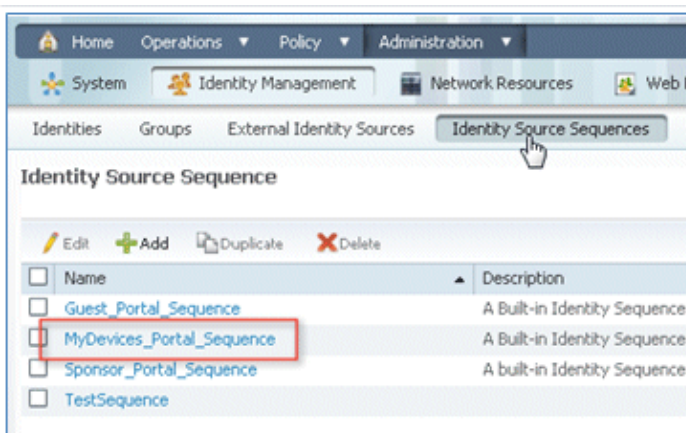 Home Operations Policy Administration
System Identity Management Network Resources Web
Identities Groups External Identity Sources Identity Source Sequences
Identity Source Sequence
Edit Add Duplicate Delete
Name Description
Guest_Portal_Sequence A Built-in Identity Sequence
MyDevices_Portal_Sequence A Built-in Identity Sequence
Sponsor_Portal_Sequence A built-in Identity Sequence
TestSequence